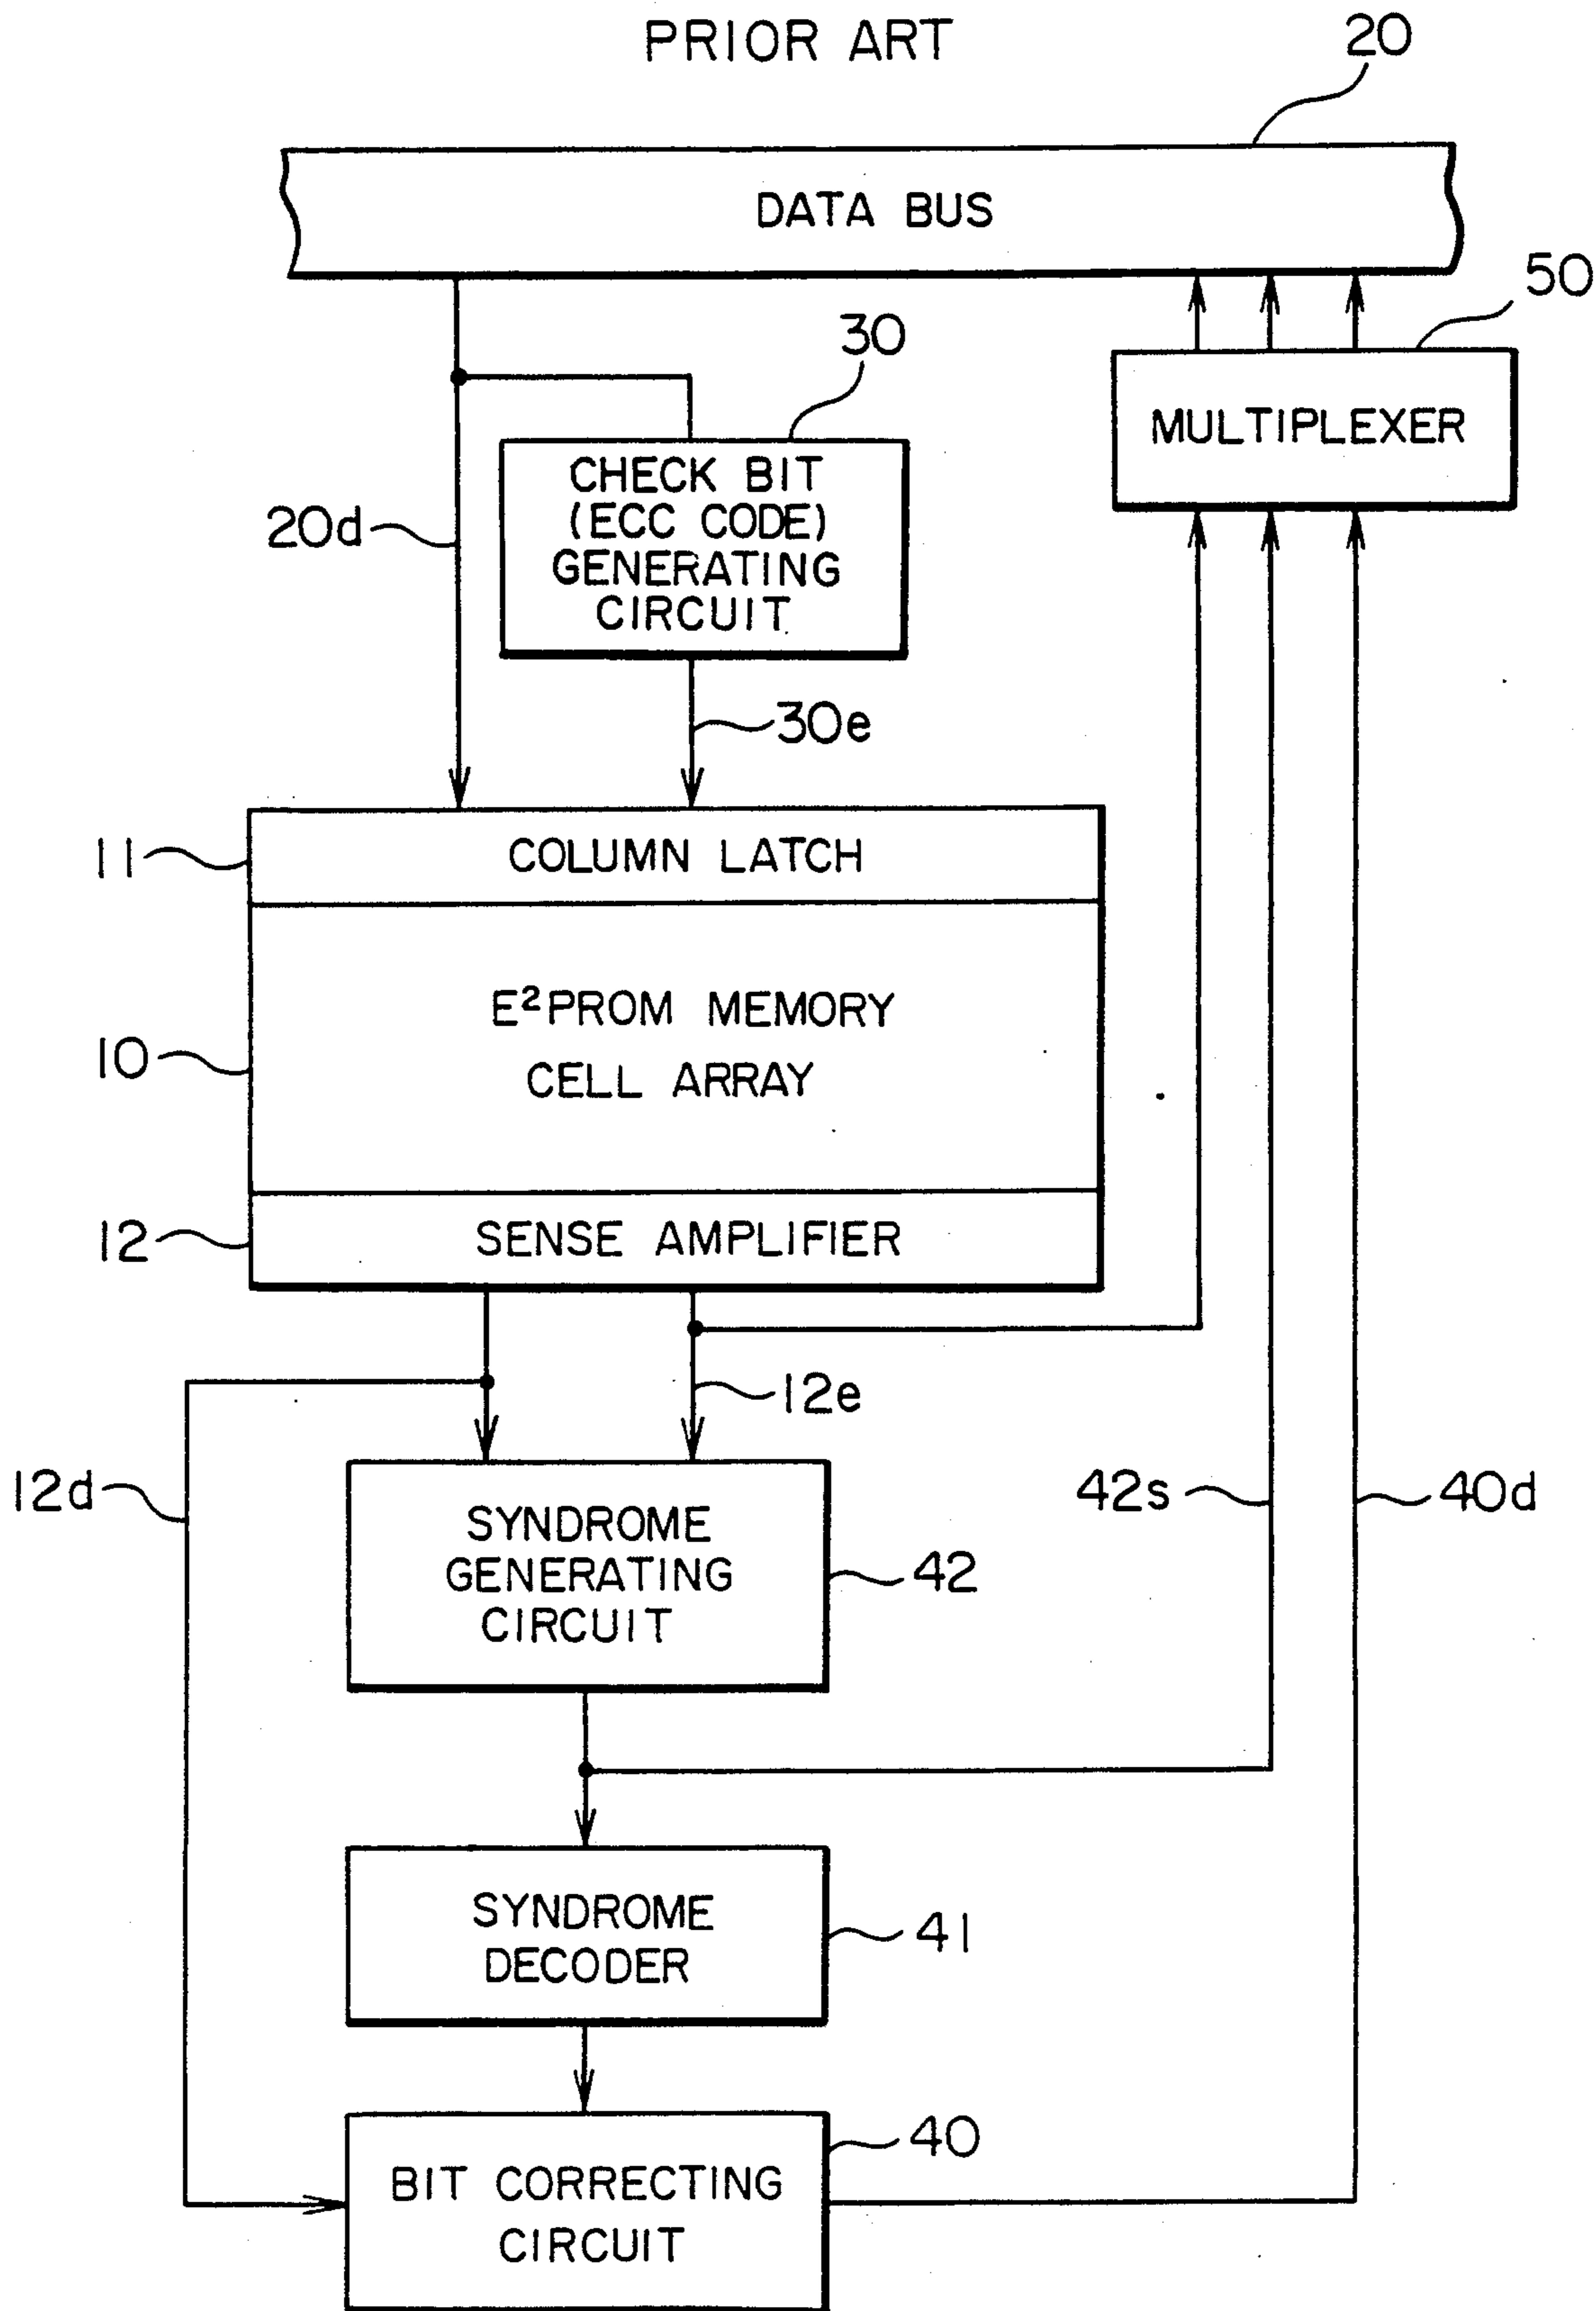 PRIOR ART
20
DATA BUS
50
30
MULTIPLEXER
CHECK BIT
(ECC CODE)
GENERATING
CIRCUIT
20d
30e
11
COLUMN LATCH
E²PROM MEMORY
10
CELL ARRAY
12
SENSE AMPLIFIER
12e
12d
42s
40d
SYNDROME
GENERATING
CIRCUIT
42
SYNDROME
DECODER
41
40
BIT CORRECTING
CIRCUIT